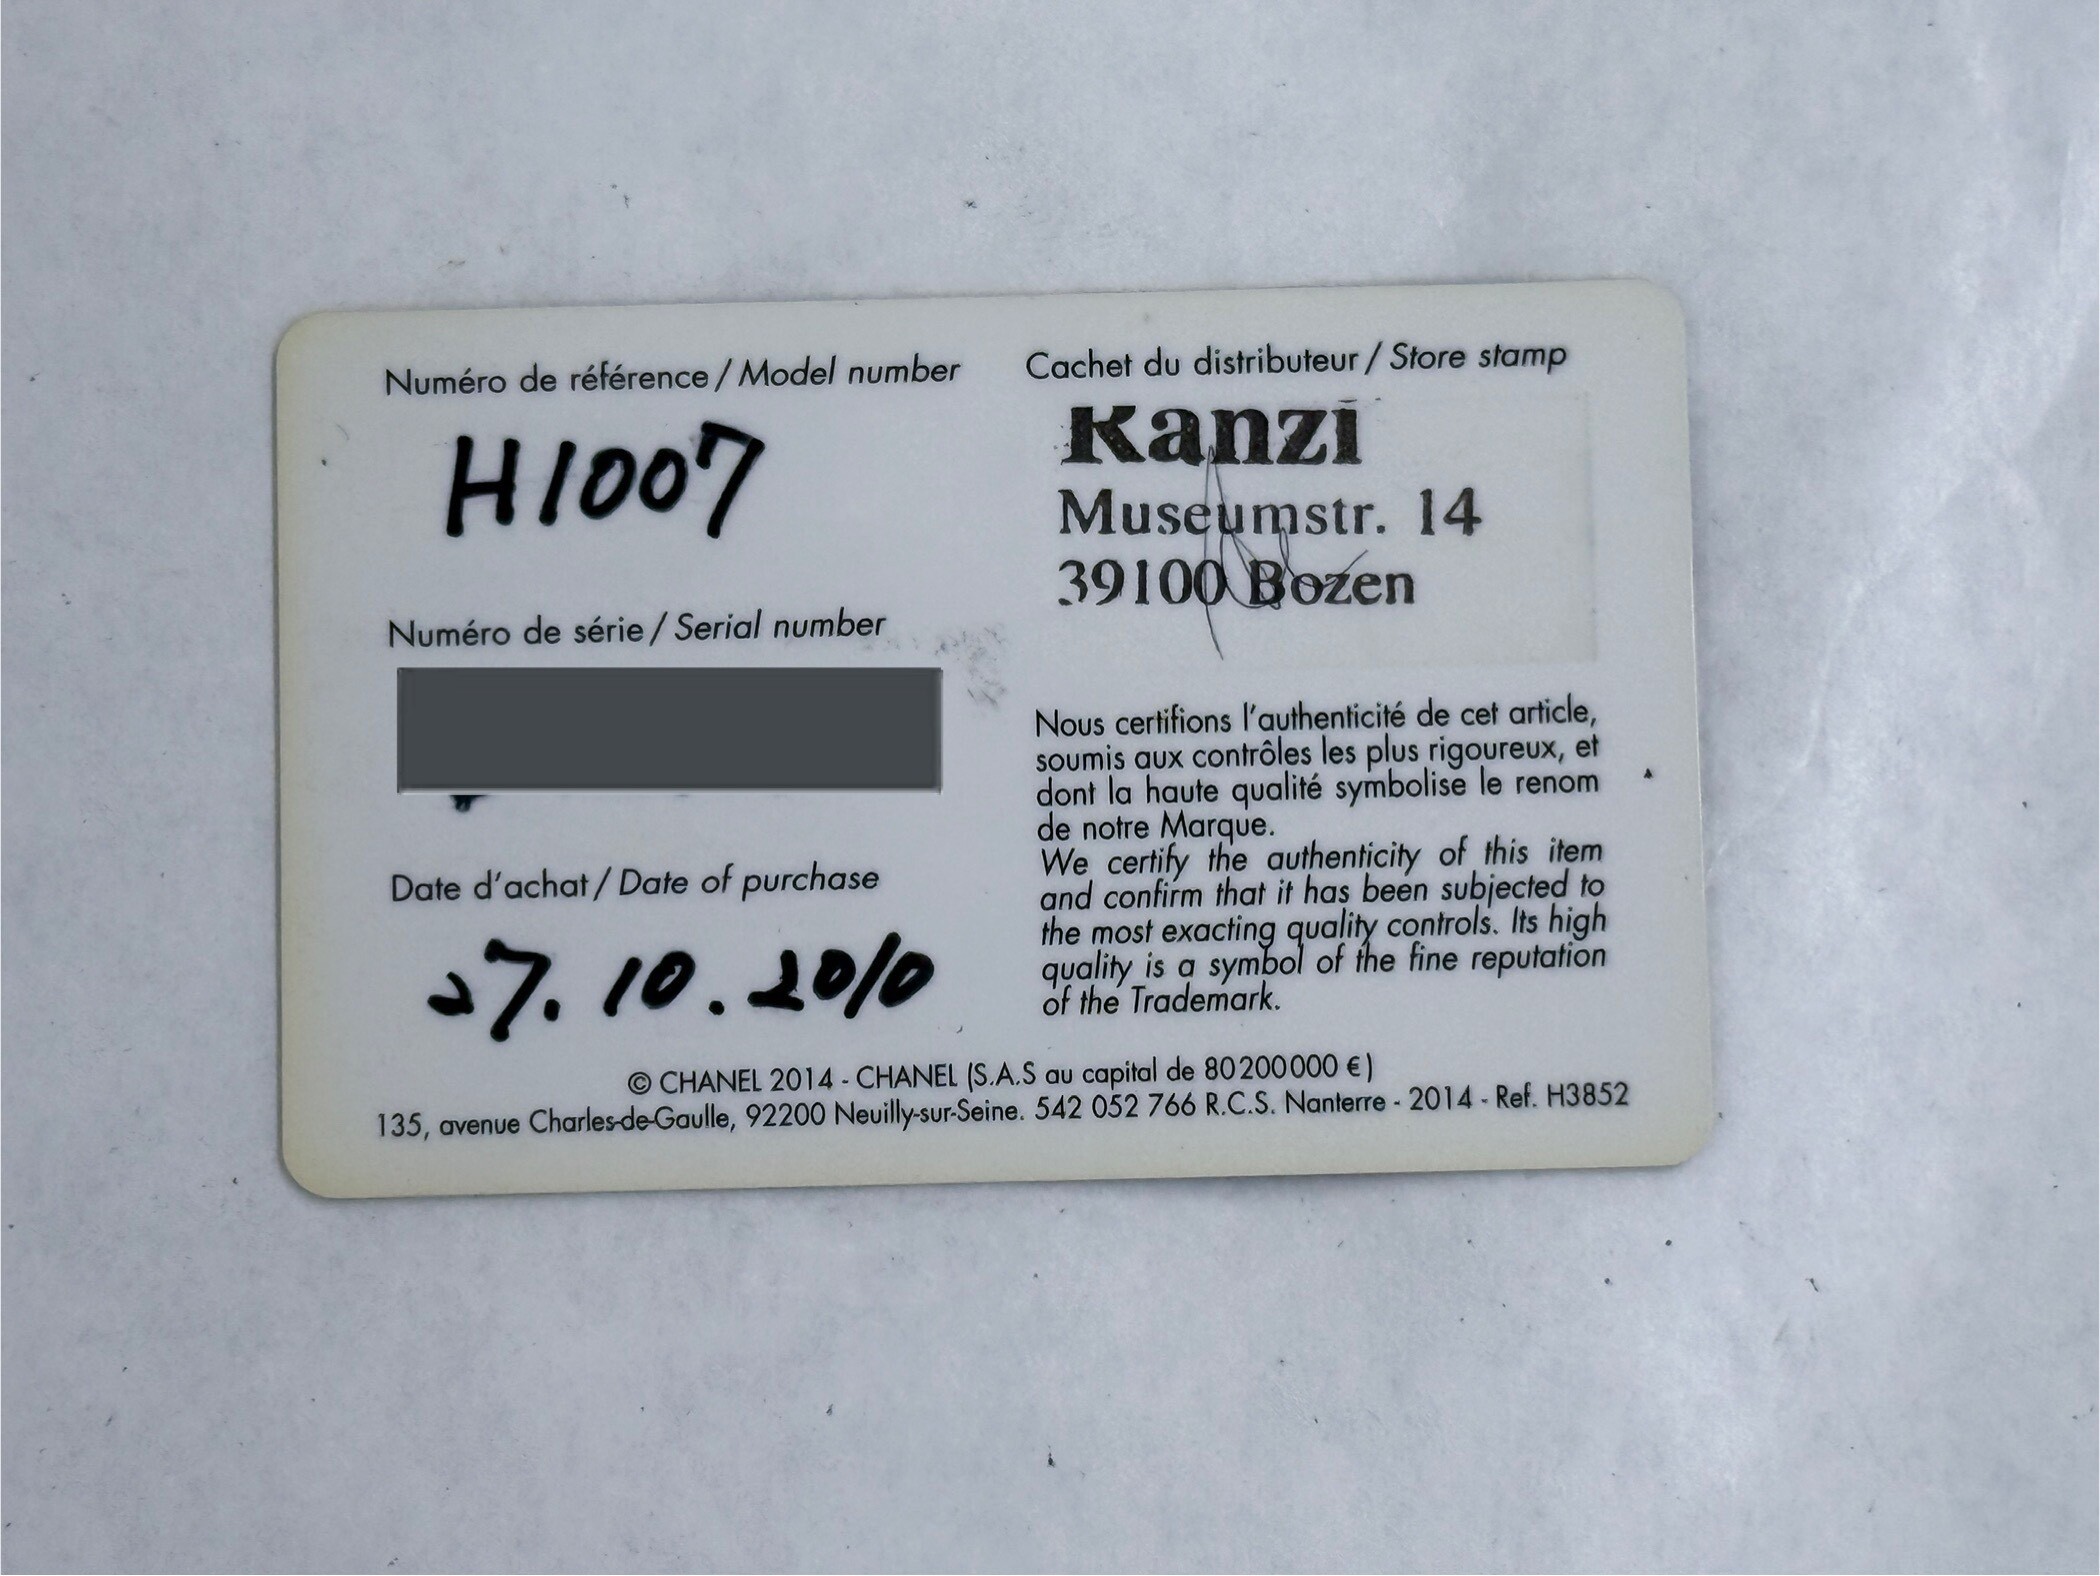 Numéro de référence / Model number
H1007
Numéro de série / Serial number
Date d'achat / Date of purchase
27. 10. 2010
Cachet du distributeur / Store stamp
Kanzi
Museumstr. 14
39100 Bozen
Nous certifions l'authenticité de cet article,
soumis aux contrôles les plus rigoureux, et
dont la haute qualité symbolise le renom
de notre Marque.
We certify the authenticity of this item
and confirm that it has been subjected to
the most exacting quality controls. Its high
quality is a symbol of the fine reputation
of the Trademark.
© CHANEL 2014 - CHANEL (S.A.S au capital de 80 200 000 €)
135, avenue Charles-de-Gaulle, 92200 Neuilly-sur-Seine. 542 052 766 R.C.S. Nanterre - 2014 - Ref. H3852